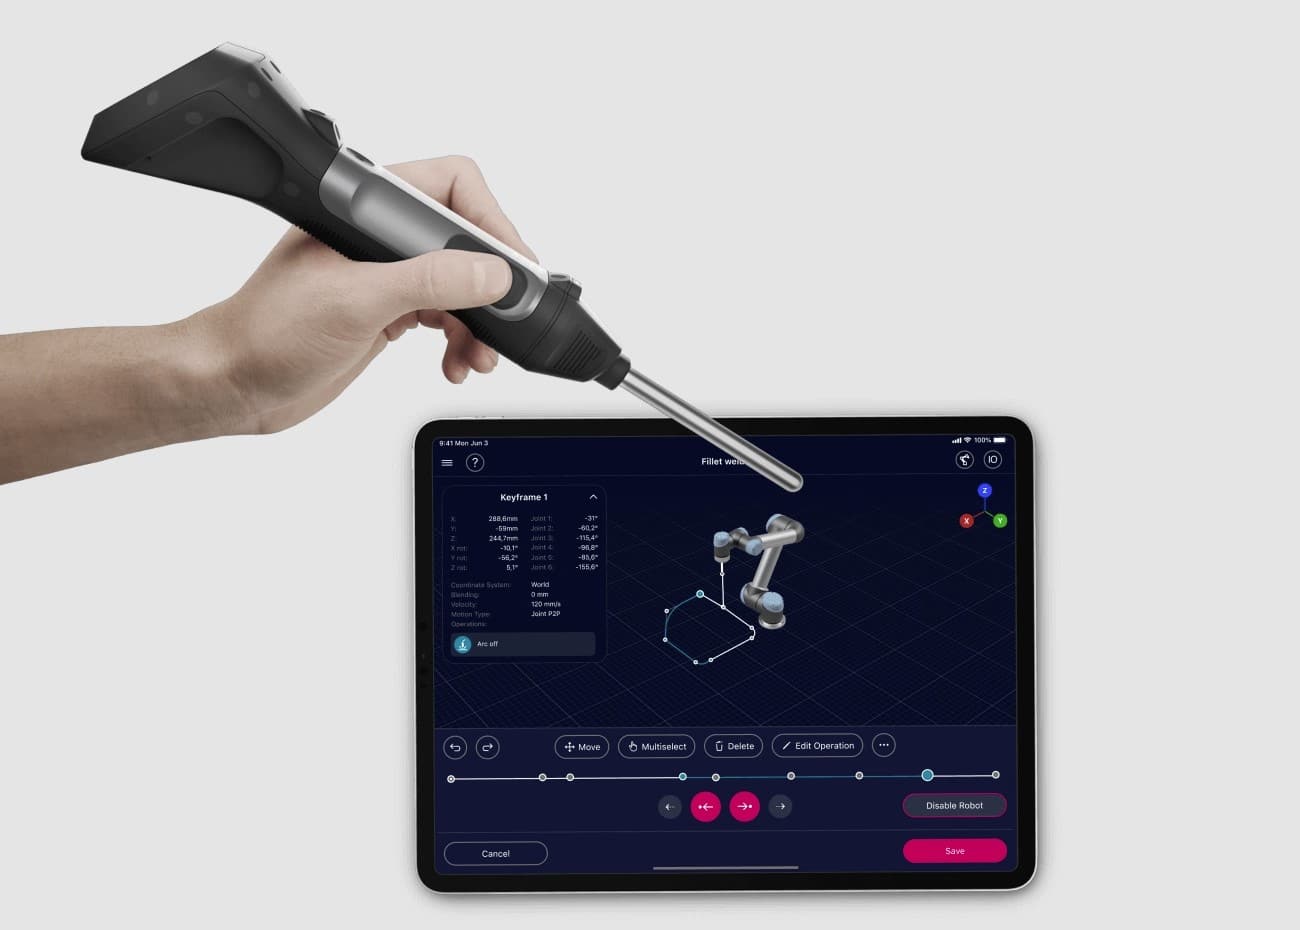 9:41 Mon Jun 3
100%
?
Fillet weld
IO
Keyframe 1
X: 288,6mm Joint 1: -31°
Y: -59mm Joint 2: -60,2°
Z: 244,7mm Joint 3: -115,4°
X rot: -10,1° Joint 4: -96,8°
Y rot: -56,2° Joint 5: -85,6°
Z rot: 5,1° Joint 6: -155,6°
Coordinate System: World
Blending: 0 mm
Velocity: 120 mm/s
Motion Type: Joint P2P
Operations:
Arc off
Z
X
Y
Move
Multiselect
Delete
Edit Operation
Disable Robot
Cancel
Save